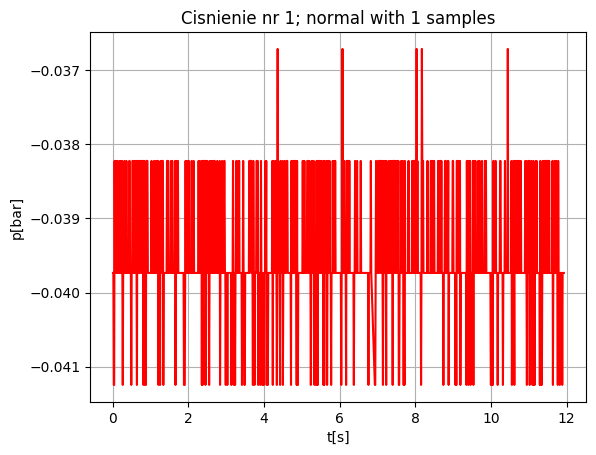 Cisnienie nr 1; normal with 1 samples
p[bar]
−0.037
−0.038
−0.039
−0.040
−0.041
0 2 4 6 8 10 12
t[s]